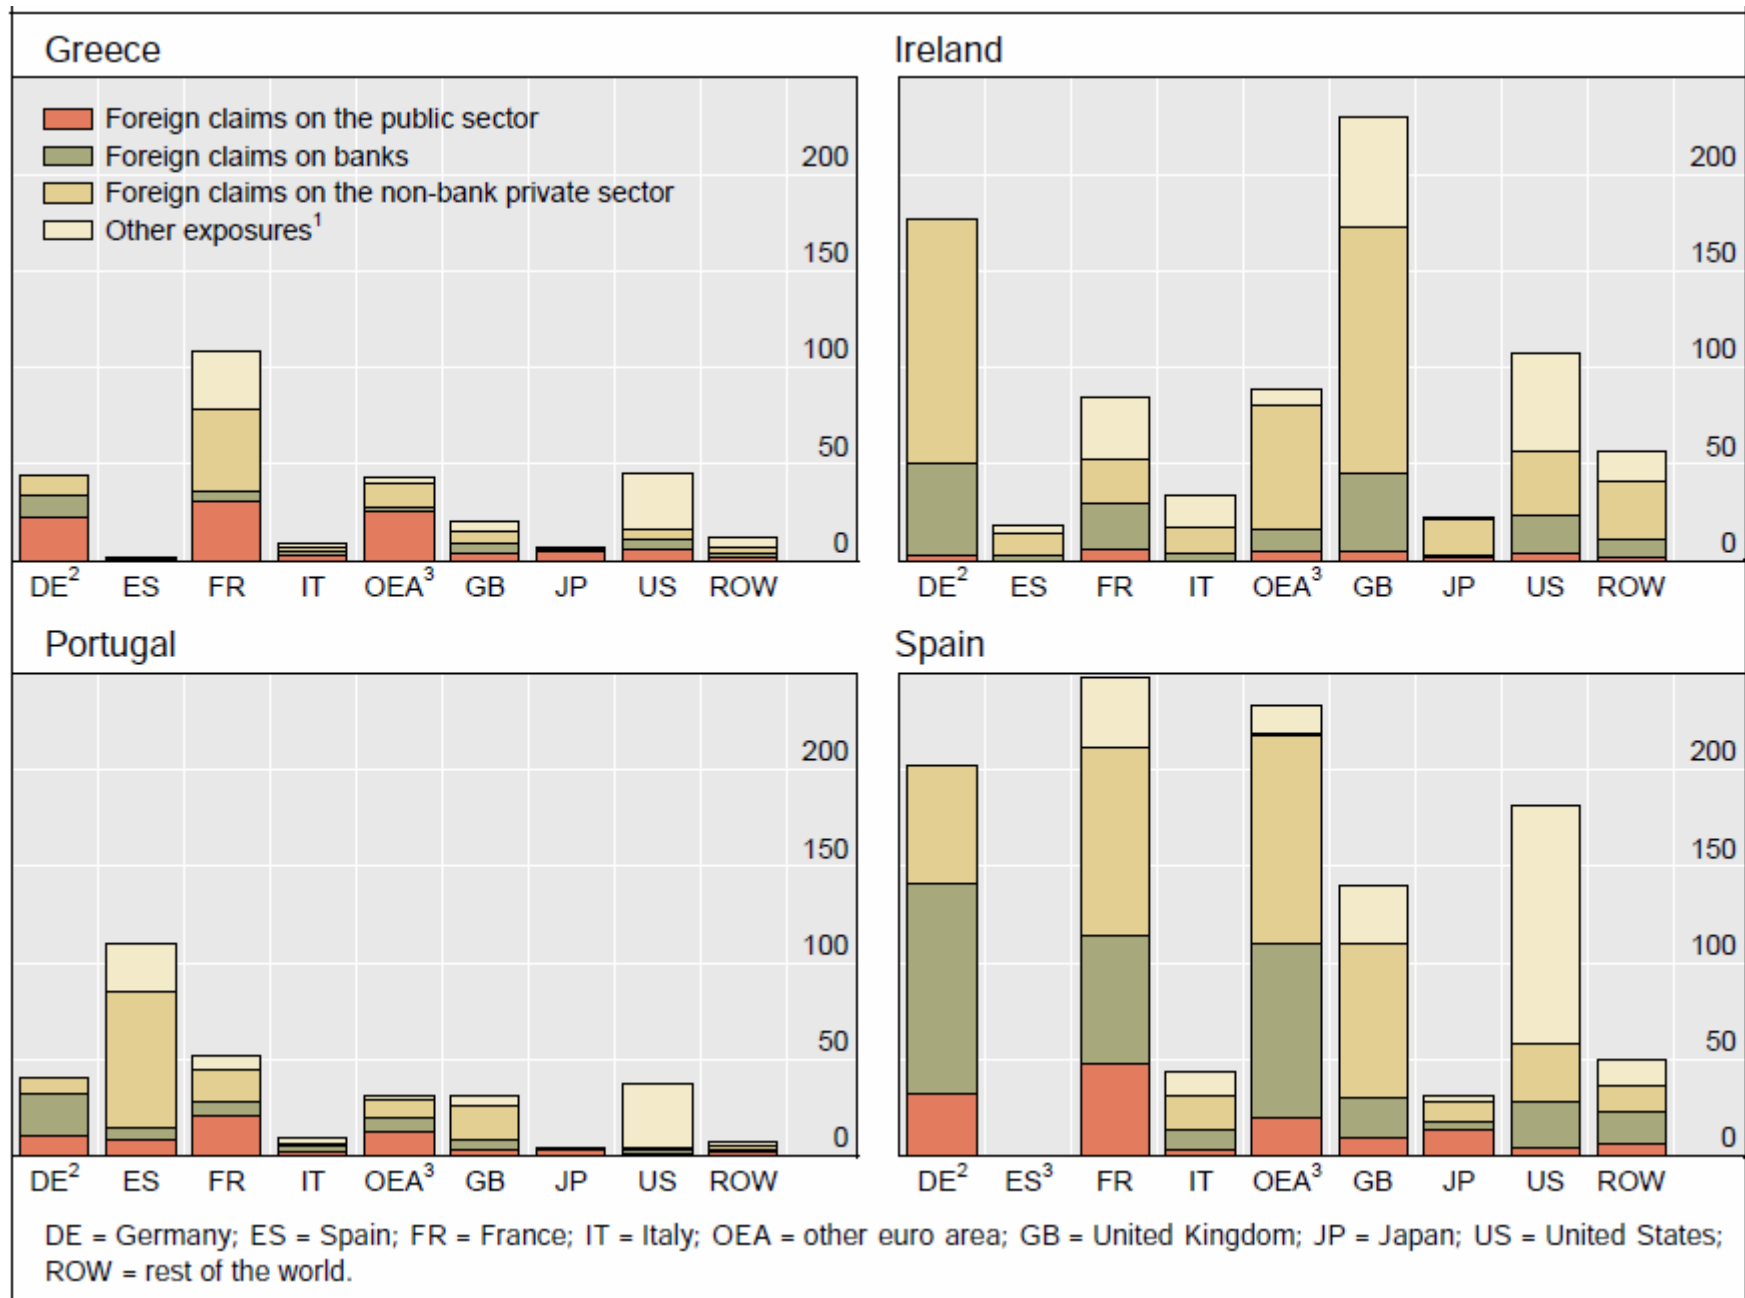 Greece
Foreign claims on the public sector
Foreign claims on banks
Foreign claims on the non-bank private sector
Other exposures¹
200
150
100
50
0
DE² ES FR IT OEA³ GB JP US ROW
Ireland
200
150
100
50
0
DE² ES FR IT OEA³ GB JP US ROW
Portugal
200
150
100
50
0
DE² ES FR IT OEA³ GB JP US ROW
Spain
200
150
100
50
0
DE² ES³ FR IT OEA³ GB JP US ROW
DE = Germany; ES = Spain; FR = France; IT = Italy; OEA = other euro area; GB = United Kingdom; JP = Japan; US = United States;
ROW = rest of the world.